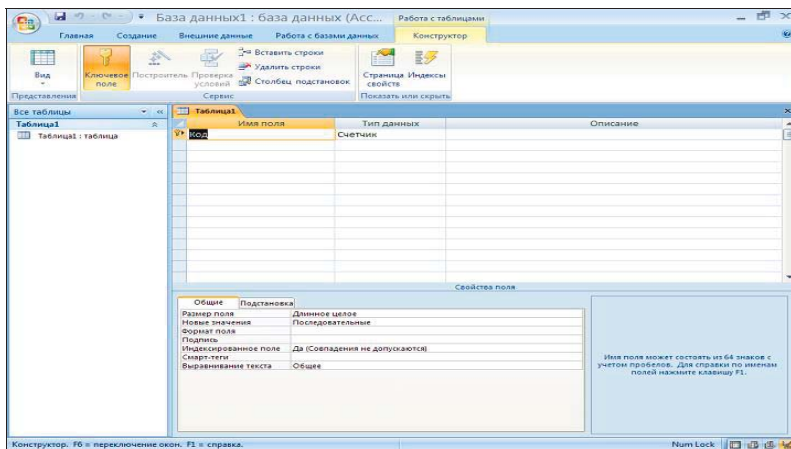 База данных1 : база данных (Acc...
Работа с таблицами
Главная Создание Внешние данные Работа с базами данных Конструктор
Вид
Ключевое поле
Построитель
Проверка условий
Вставить строки
Удалить строки
Столбец подстановок
Страница свойств
Индексы
Представления
Сервис
Показать или скрыть
Все таблицы
Таблица1
Таблица1 : таблица
Таблица1
Имя поля Тип данных Описание
Код Счетчик
Свойства поля
Общие Подстановка
Размер поля Длинное целое
Новые значения Последовательные
Формат поля
Подпись
Индексированное поле Да (Совпадения не допускаются)
Смарт-теги
Выравнивание текста Общее
Имя поля может состоять из 64 знаков с
учетом пробелов. Для справки по именам
полей нажмите клавишу F1.
Конструктор. F6 = переключение окон. F1 = справка.
Num Lock